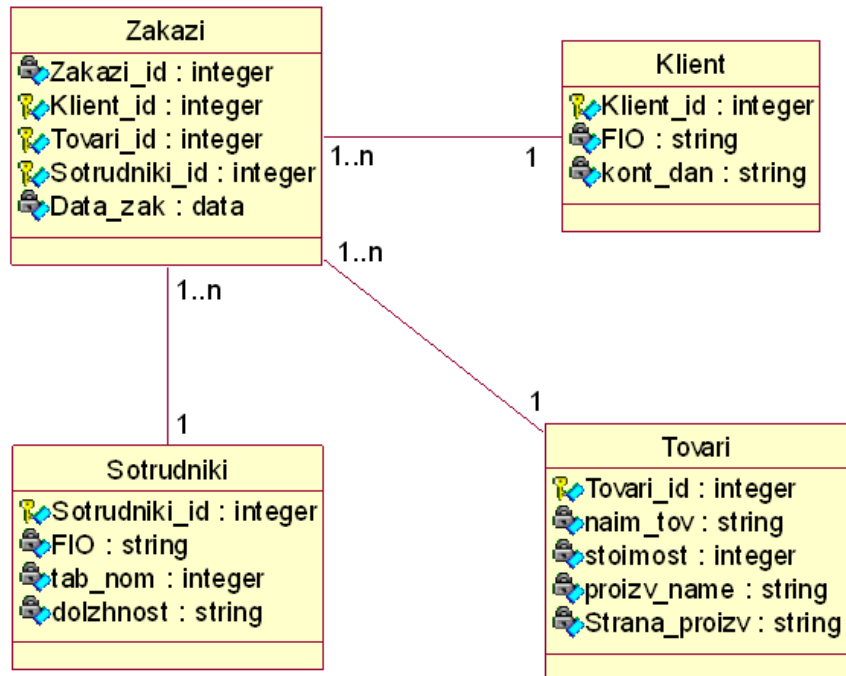 Zakazi
Zakazi_id : integer
Klient_id : integer
Tovari_id : integer
Sotrudniki_id : integer
Data_zak : data
Klient
Klient_id : integer
FIO : string
kont_dan : string
1..n
1
1..n
1..n
1
1
Sotrudniki
Sotrudniki_id : integer
FIO : string
tab_nom : integer
dolzhnost : string
Tovari
Tovari_id : integer
naim_tov : string
stoimost : integer
proizv_name : string
Strana_proizv : string